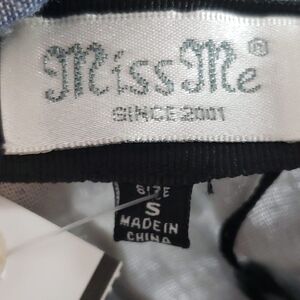 Miss Me®
SINCE 2001
SIZE
S
MADE IN
CHINA